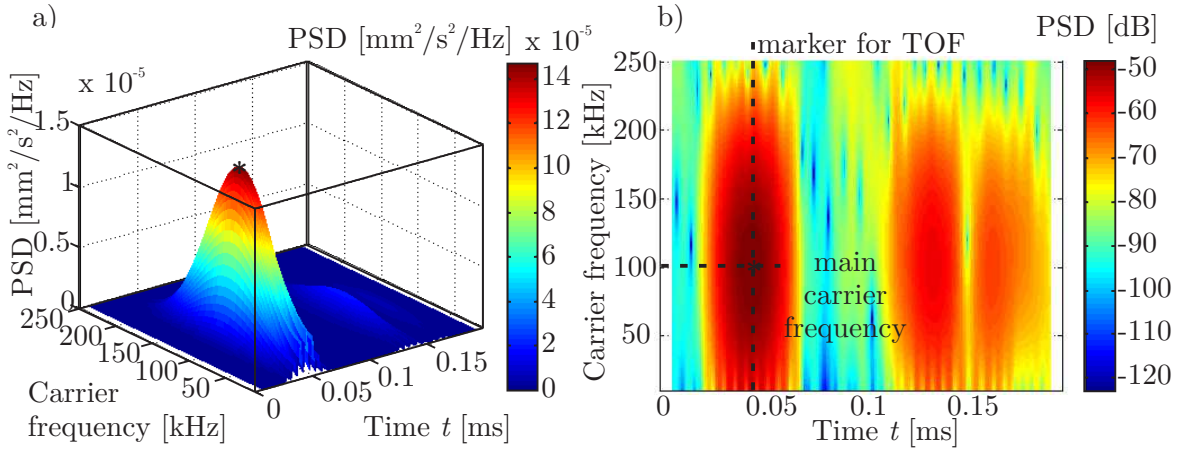 a)
PSD [mm²/s²/Hz]
x 10⁻⁵
x 10⁻⁵
PSD [mm²/s²/Hz]
1.5
1
0.5
0
250
200
150
100
50
Carrier
frequency [kHz]
0
0.05
0.1
0.15
Time t [ms]
14
12
10
8
6
4
2
0
b)
marker for TOF
PSD [dB]
Carrier frequency [kHz]
250
200
150
100
50
main
carrier
frequency
0
0.05
0.1
0.15
Time t [ms]
-50
-60
-70
-80
-90
-100
-110
-120